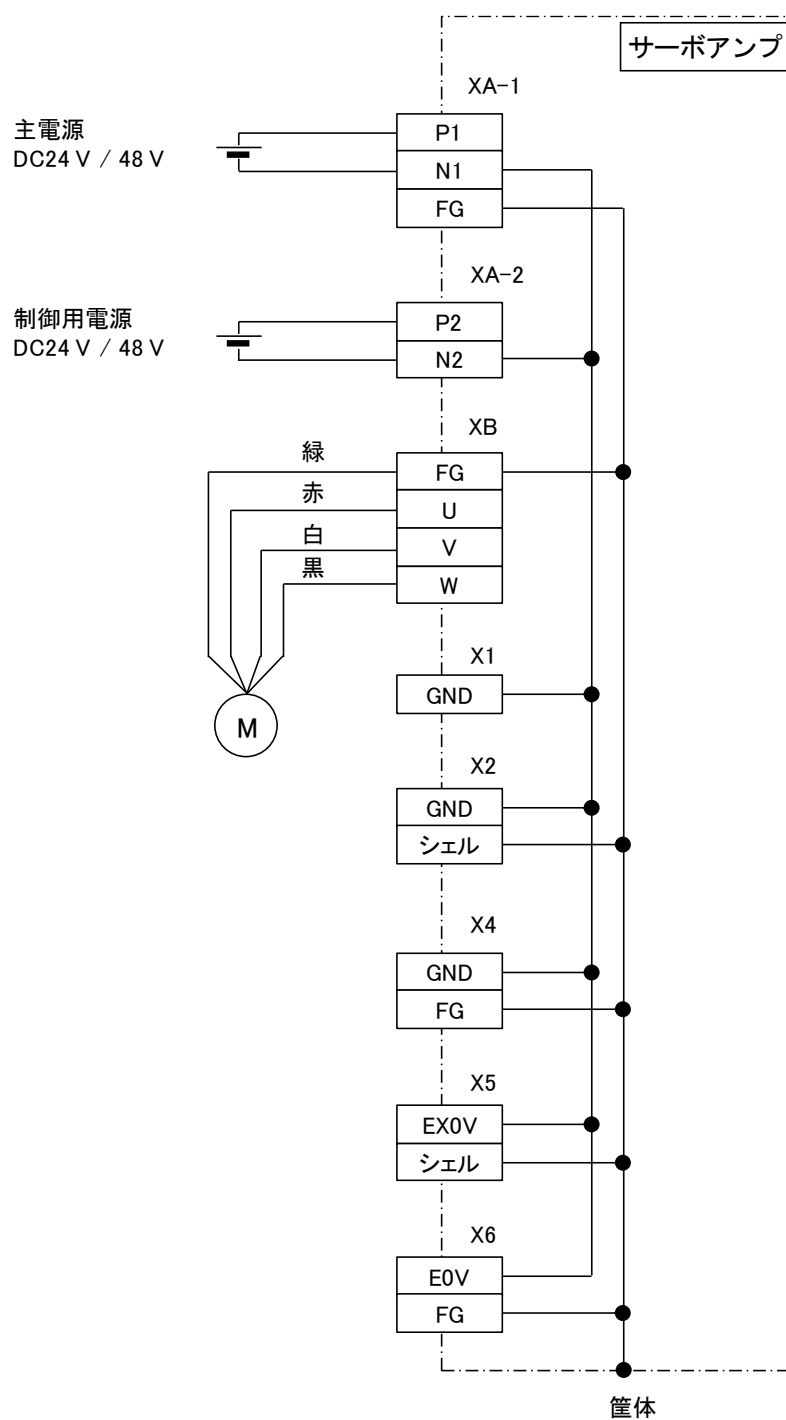 サーボアンプ
XA-1
主電源
DC24 V / 48 V
P1
N1
FG
XA-2
制御用電源
DC24 V / 48 V
P2
N2
XB
緑
赤
白
黒
FG
U
V
W
M
X1
GND
X2
GND
シェル
X4
GND
FG
X5
EX0V
シェル
X6
E0V
FG
筐体